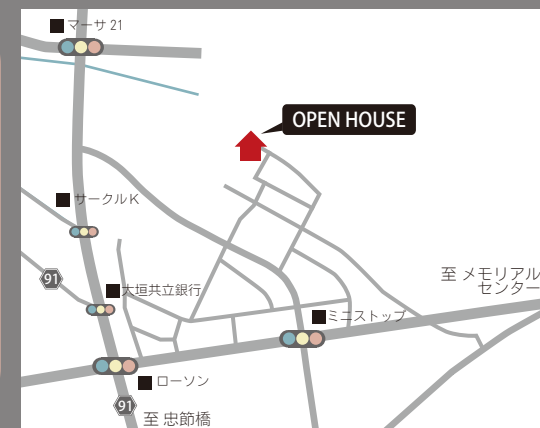 マーサ 21
OPEN HOUSE
サークルK
91
大垣共立銀行
至 メモリアル
センター
ミニストップ
ローソン
91
至 忠節橋